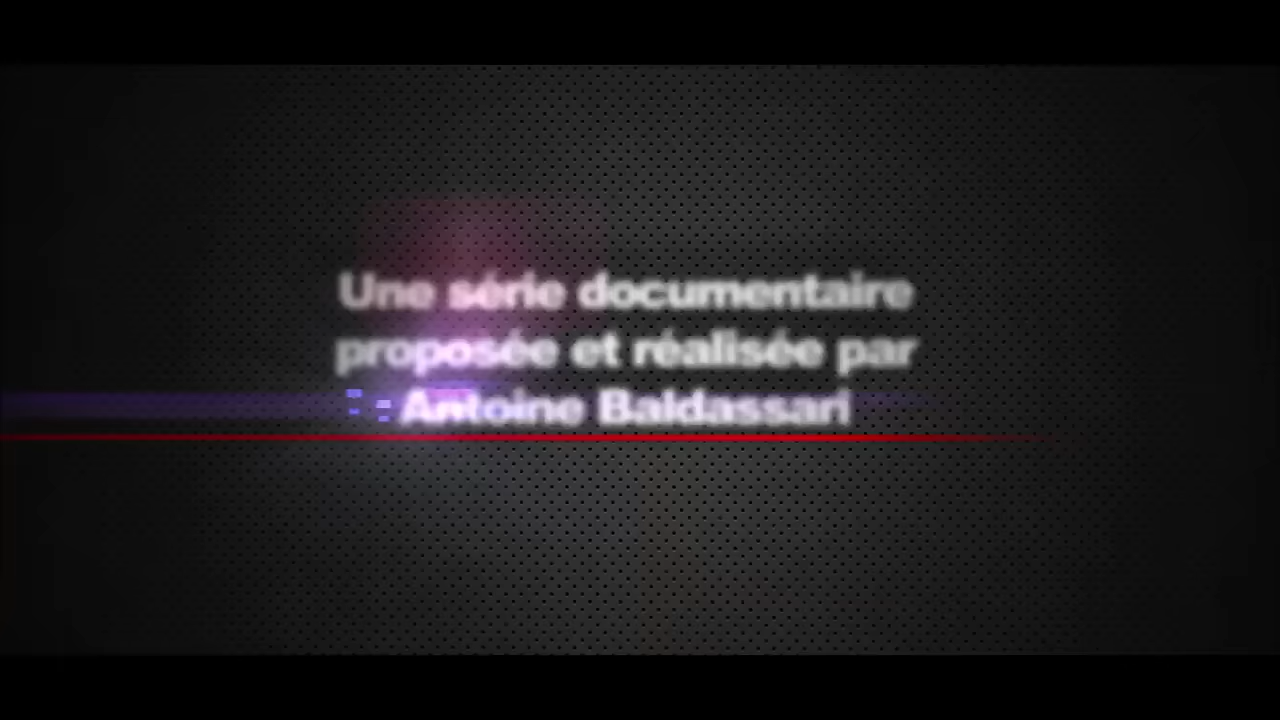 Une série documentaire
proposée et réalisée par
Antoine Baldassari